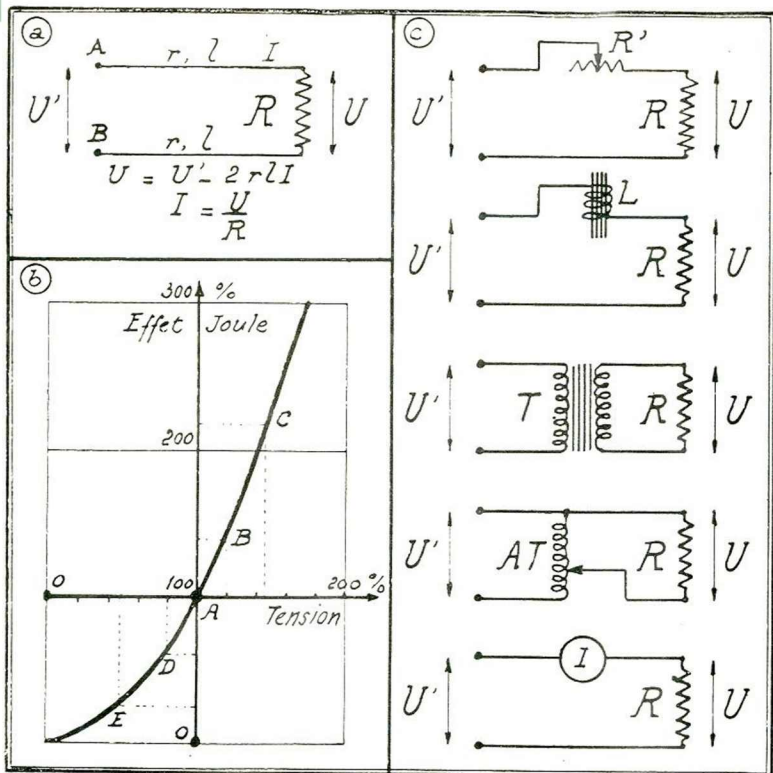 a
A r, l I
U' R U
B r, l
U = U' - 2 r l I
I = U
R
b
300 %
Effet Joule
C
200
B
O 100 200 %
A
Tension
D
E
O
c
R'
U' R U
L
U' R U
U' T R U
U' AT R U
I
U' R U